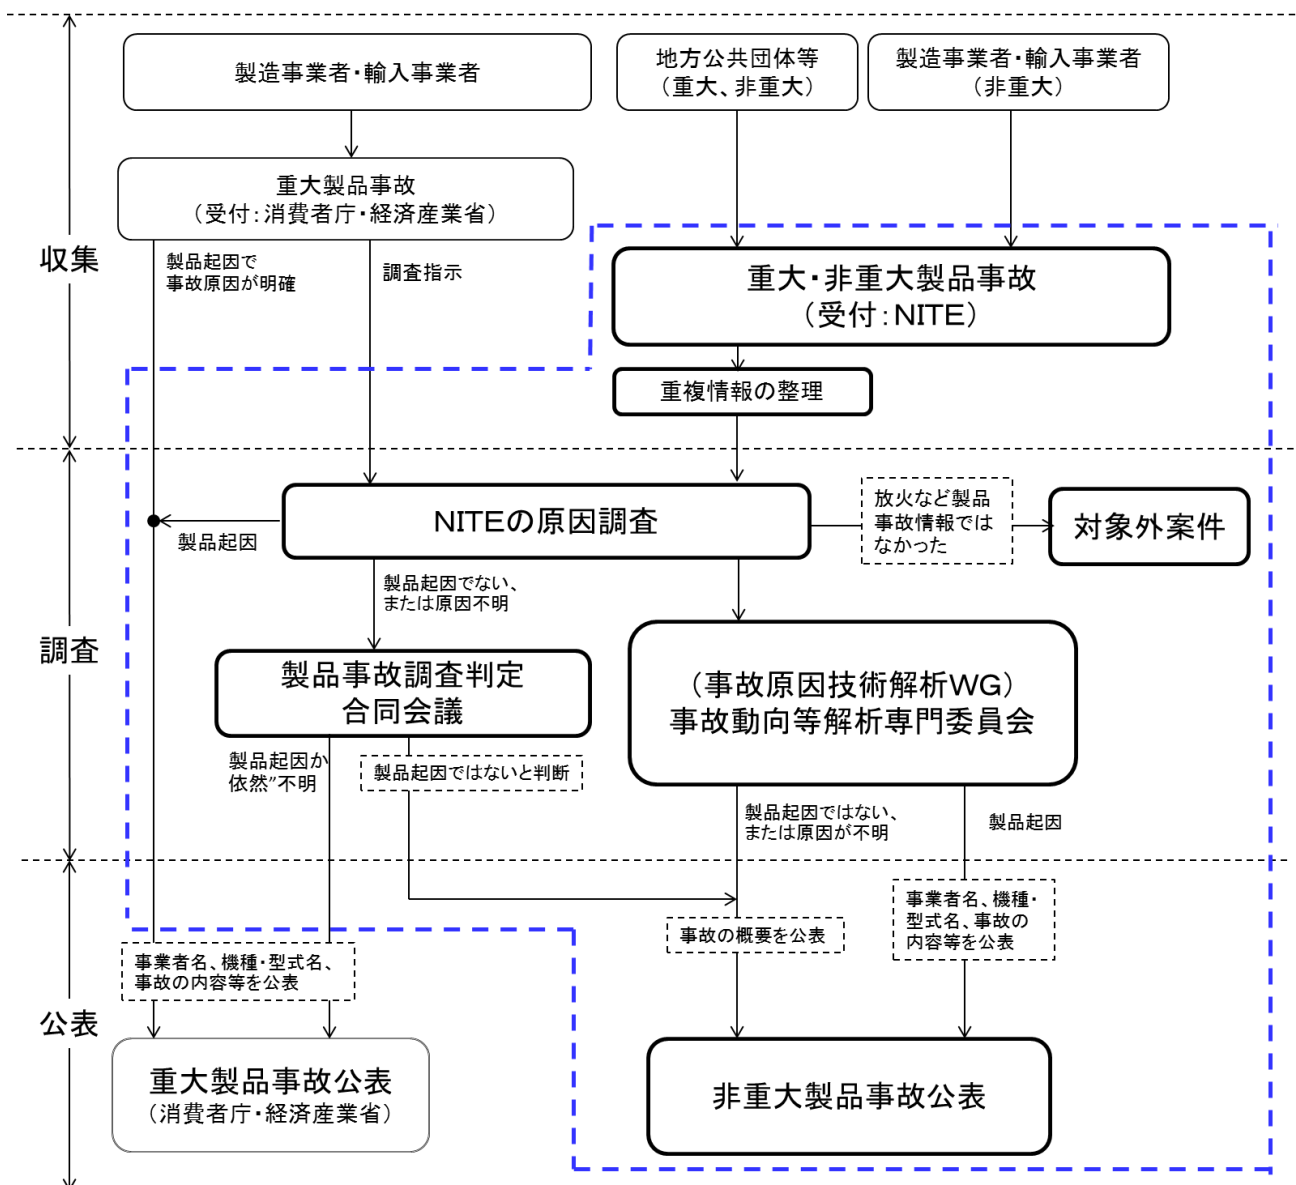 製造事業者・輸入事業者
地方公共団体等
（重大、非重大）
製造事業者・輸入事業者
（非重大）
重大製品事故
（受付：消費者庁・経済産業省）
収集
製品起因で
事故原因が明確
調査指示
重大・非重大製品事故
（受付：NITE）
重複情報の整理
NITEの原因調査
放火など製品
事故情報では
なかった
対象外案件
製品起因
製品起因でない、
または原因不明
調査
製品事故調査判定
合同会議
（事故原因技術解析WG）
事故動向等解析専門委員会
製品起因か
依然”不明
製品起因ではないと判断
製品起因ではない、
または原因が不明
製品起因
事業者名、機種・
型式名、事故の
内容等を公表
事故の概要を公表
事業者名、機種・型式名、
事故の内容等を公表
公表
重大製品事故公表
（消費者庁・経済産業省）
非重大製品事故公表